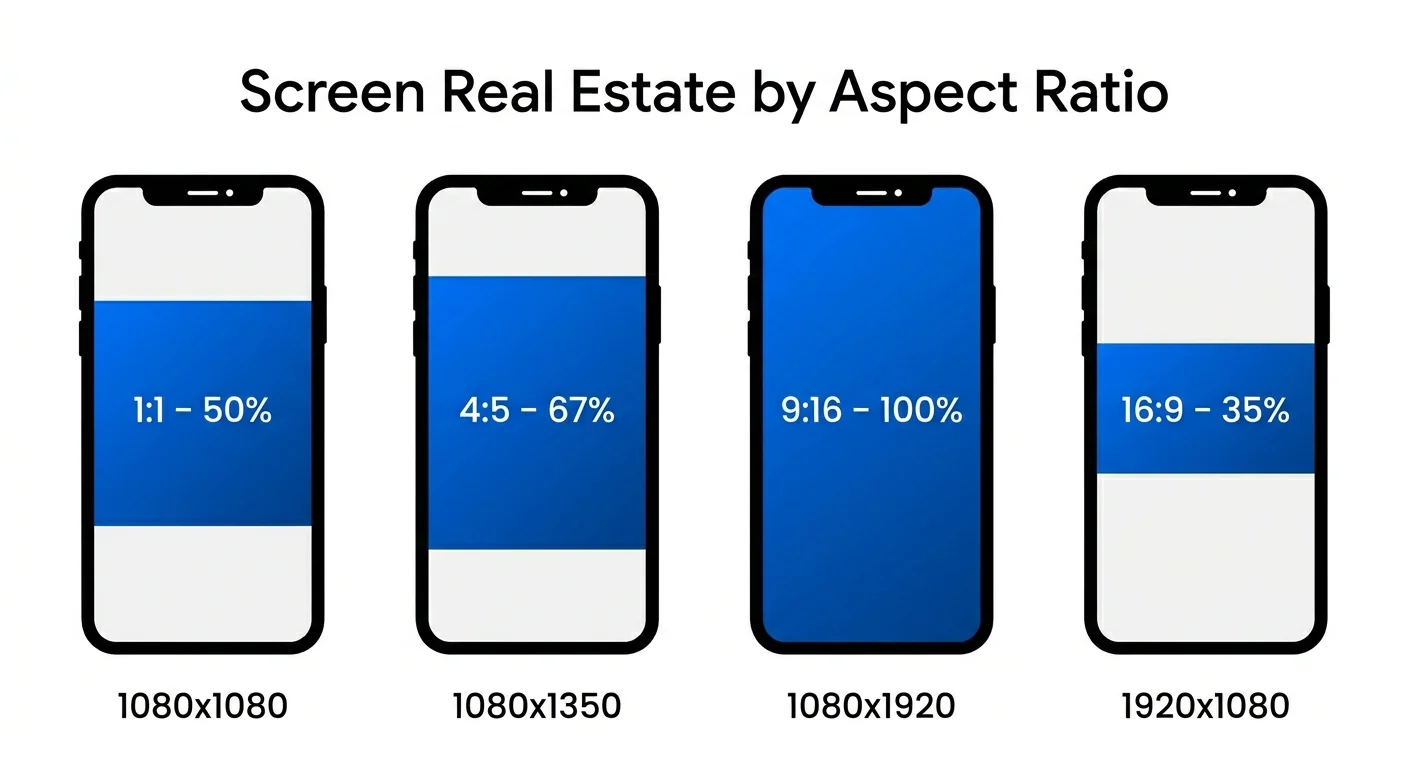 Screen Real Estate by Aspect Ratio
1:1 – 50%
4:5 – 67%
9:16 – 100%
16:9 – 35%
1080x1080
1080x1350
1080x1920
1920x1080